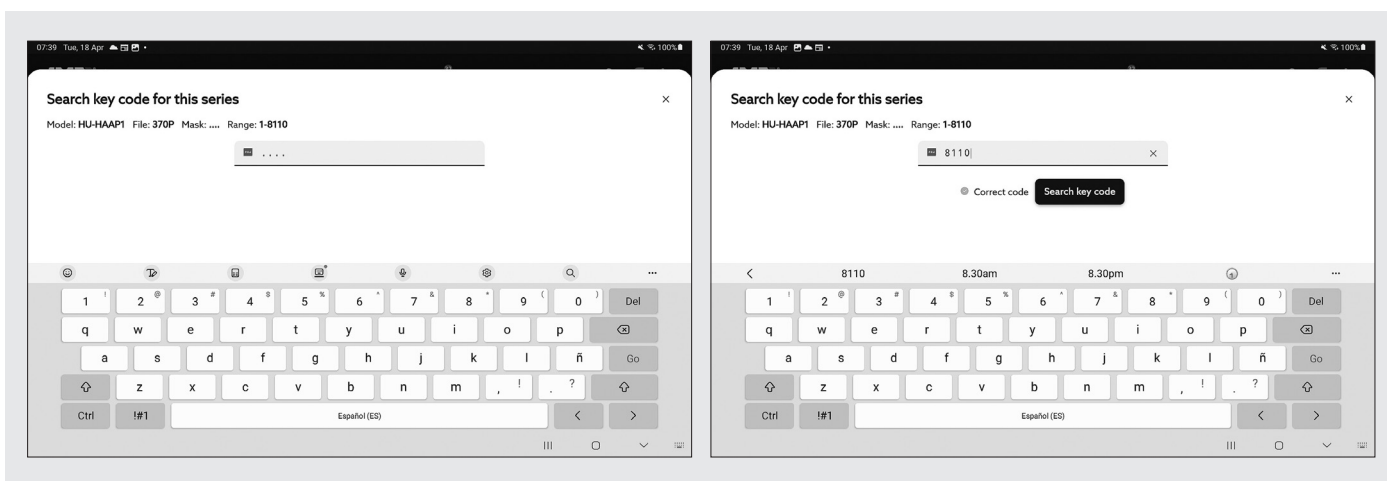 07:39 Tue, 18 Apr
100%
Search key code for this series
Model: HU-HAAP1 File: 370P Mask: .... Range: 1-8110
. . . .
1 ! 2 @ 3 # 4 $ 5 % 6 ^ 7 & 8 * 9 ( 0 ) Del
q w e r t y u i o p
a s d f g h j k l ñ Go
z x c v b n m , ! . ?
Ctrl !#1 Español (ES) < >
07:39 Tue, 18 Apr
100%
Search key code for this series
Model: HU-HAAP1 File: 370P Mask: .... Range: 1-8110
8110
Correct code Search key code
8110 8.30am 8.30pm
1 ! 2 @ 3 # 4 $ 5 % 6 ^ 7 & 8 * 9 ( 0 ) Del
q w e r t y u i o p
a s d f g h j k l ñ Go
z x c v b n m , ! . ?
Ctrl !#1 Español (ES) < >